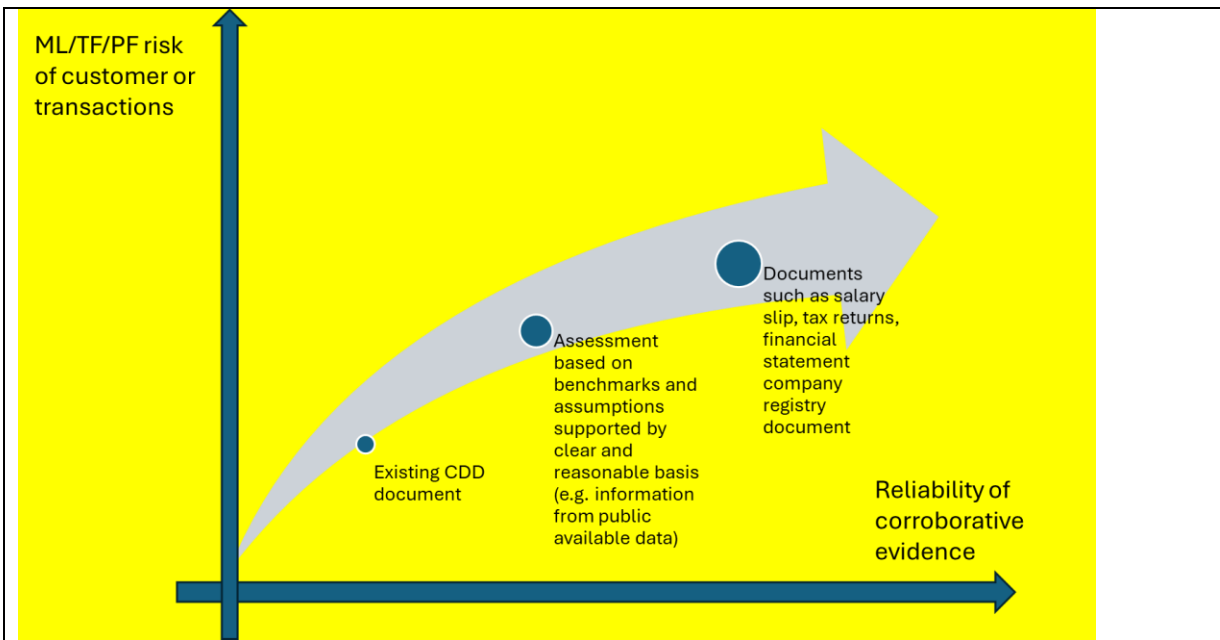 ML/TF/PF risk
of customer or
transactions
Existing CDD
document
Assessment
based on
benchmarks and
assumptions
supported by
clear and
reasonable basis
(e.g. information
from public
available data)
Documents
such as salary
slip, tax returns,
financial
statement
company
registry
document
Reliability of
corroborative
evidence